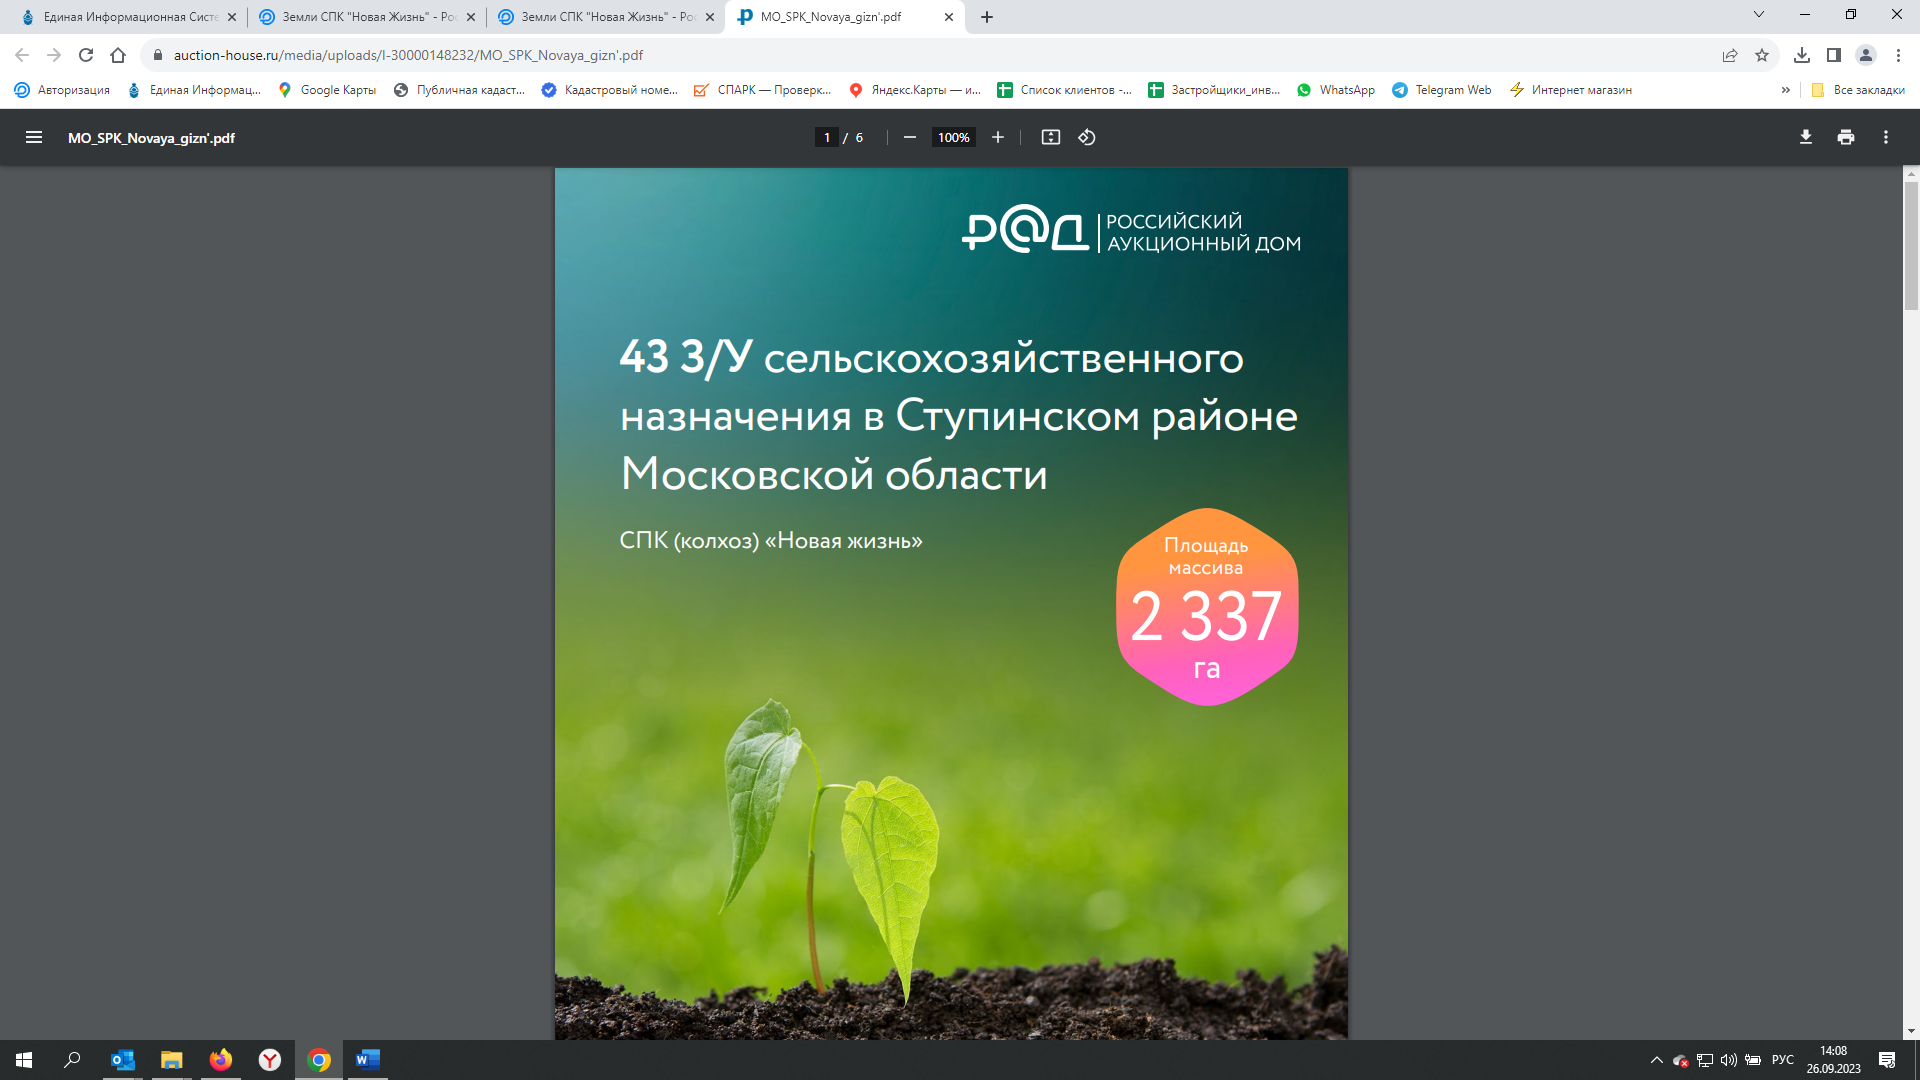 Единая Информационная Систе
Земли СПК "Новая Жизнь" - Рос
Земли СПК "Новая Жизнь" - Рос
MO_SPK_Novaya_gizn'.pdf
auction-house.ru/media/uploads/l-30000148232/MO_SPK_Novaya_gizn'.pdf
Авторизация
Единая Информац...
Google Карты
Публичная кадаст...
Кадастровый номе...
СПАРК — Проверк...
Яндекс.Карты — и...
Список клиентов -...
Застройщики_инв...
WhatsApp
Telegram Web
Интернет магазин
»
Все закладки
MO_SPK_Novaya_gizn'.pdf
1 / 6
100%
РАД РОССИЙСКИЙ
АУКЦИОННЫЙ ДОМ
43 З/У сельскохозяйственного
назначения в Ступинском районе
Московской области
СПК (колхоз) «Новая жизнь»
Площадь
массива
2 337
га
РУС
14:08
26.09.2023